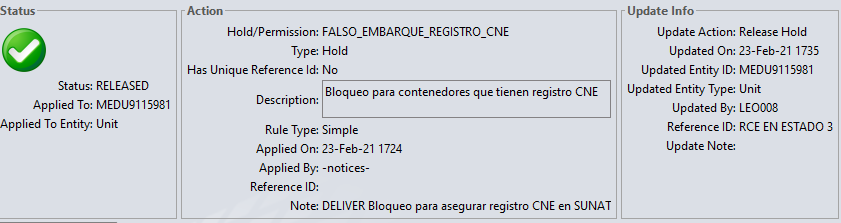 Status
Status: RELEASED
Applied To: MEDU9115981
Applied To Entity: Unit
Action
Hold/Permission: FALSO_EMBARQUE_REGISTRO_CNE
Type: Hold
Has Unique Reference Id: No
Description: Bloqueo para contenedores que tienen registro CNE
Rule Type: Simple
Applied On: 23-Feb-21 1724
Applied By: -notices-
Reference ID:
Note: DELIVER Bloqueo para asegurar registro CNE en SUNAT
Update Info
Update Action: Release Hold
Updated On: 23-Feb-21 1735
Updated Entity ID: MEDU9115981
Updated Entity Type: Unit
Updated By: LEO008
Reference ID: RCE EN ESTADO 3
Update Note: